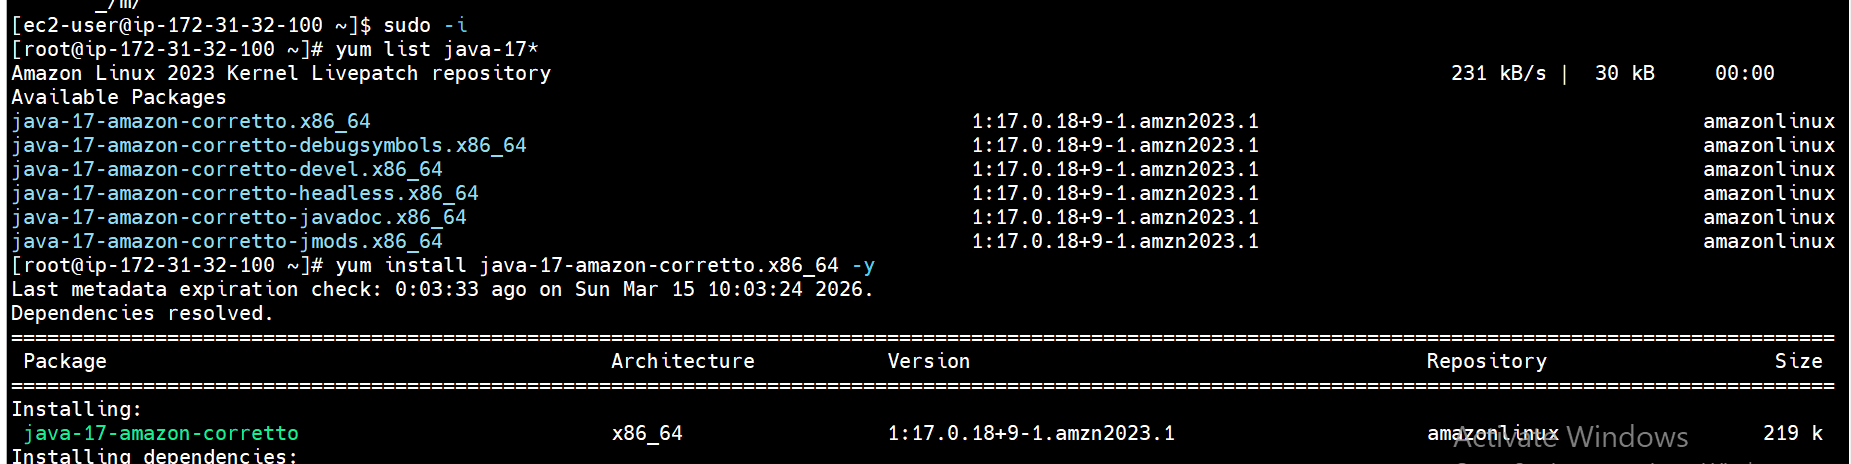 _/m/
[ec2-user@ip-172-31-32-100 ~]$ sudo -i
[root@ip-172-31-32-100 ~]# yum list java-17*
Amazon Linux 2023 Kernel Livepatch repository 231 kB/s | 30 kB 00:00
Available Packages
java-17-amazon-corretto.x86_64 1:17.0.18+9-1.amzn2023.1 amazonlinux
java-17-amazon-corretto-debugsymbols.x86_64 1:17.0.18+9-1.amzn2023.1 amazonlinux
java-17-amazon-corretto-devel.x86_64 1:17.0.18+9-1.amzn2023.1 amazonlinux
java-17-amazon-corretto-headless.x86_64 1:17.0.18+9-1.amzn2023.1 amazonlinux
java-17-amazon-corretto-javadoc.x86_64 1:17.0.18+9-1.amzn2023.1 amazonlinux
java-17-amazon-corretto-jmods.x86_64 1:17.0.18+9-1.amzn2023.1 amazonlinux
[root@ip-172-31-32-100 ~]# yum install java-17-amazon-corretto.x86_64 -y
Last metadata expiration check: 0:03:33 ago on Sun Mar 15 10:03:24 2026.
Dependencies resolved.
================================================================================
Package Architecture Version Repository Size
================================================================================
Installing:
java-17-amazon-corretto x86_64 1:17.0.18+9-1.amzn2023.1 amazonlinux 219 k
Activate Windows
Installing dependencies: